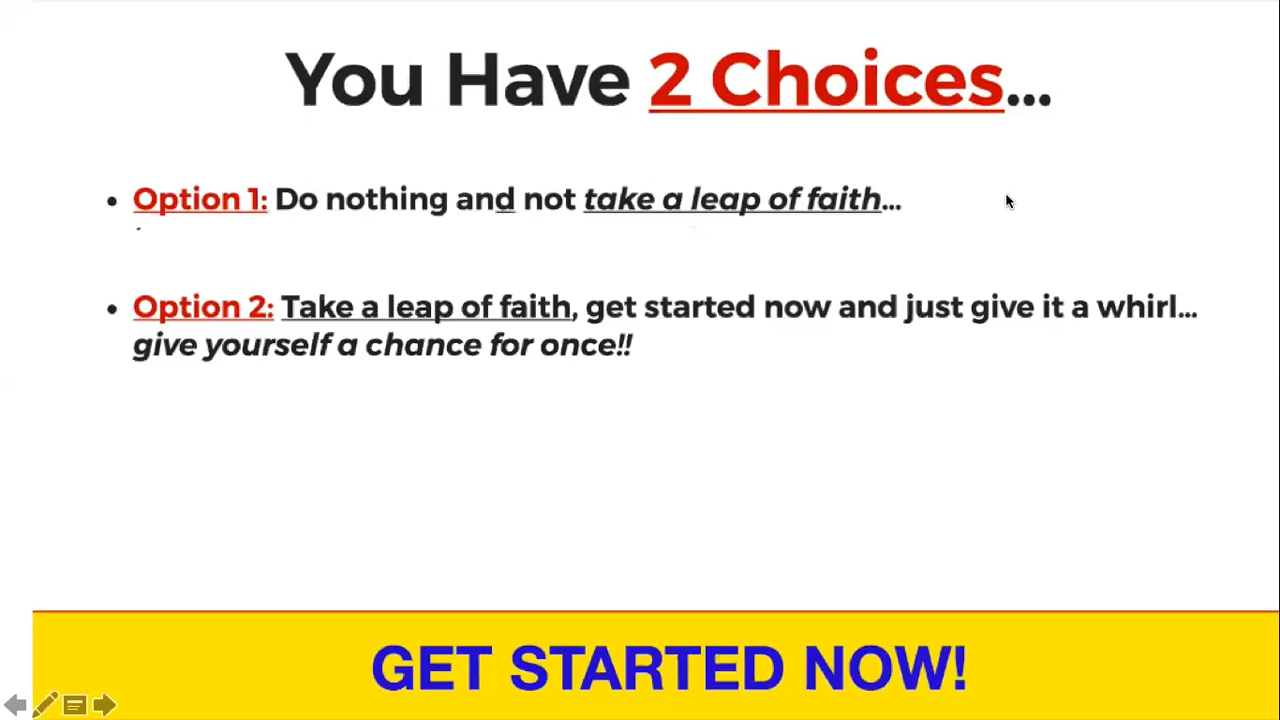 You Have 2 Choices...
Option 1: Do nothing and not take a leap of faith...
Option 2: Take a leap of faith, get started now and just give it a whirl...
give yourself a chance for once!!
GET STARTED NOW!